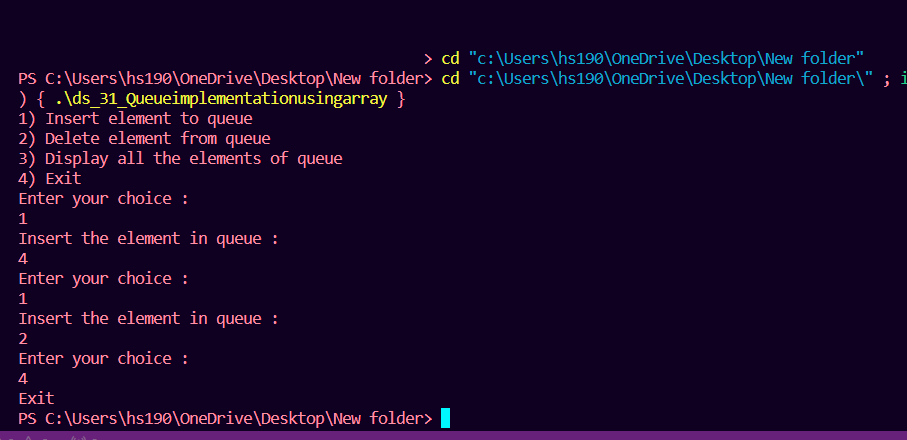 > cd "c:\Users\hs190\OneDrive\Desktop\New folder"
PS C:\Users\hs190\OneDrive\Desktop\New folder> cd "c:\Users\hs190\OneDrive\Desktop\New folder\" ; i
) { .\ds_31_Queueimplementationusingarray }
1) Insert element to queue
2) Delete element from queue
3) Display all the elements of queue
4) Exit
Enter your choice :
1
Insert the element in queue :
4
Enter your choice :
1
Insert the element in queue :
2
Enter your choice :
4
Exit
PS C:\Users\hs190\OneDrive\Desktop\New folder>